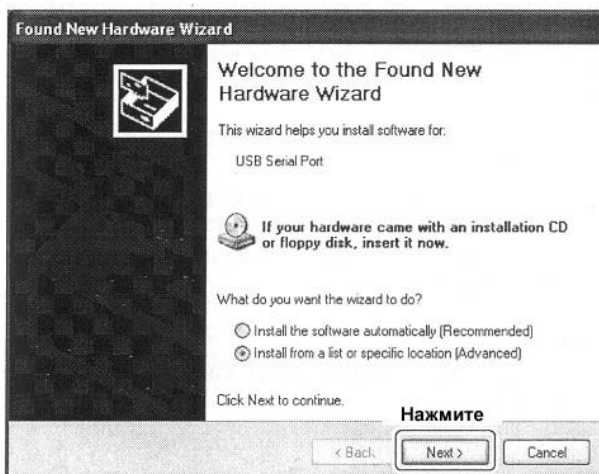 Found New Hardware Wizard
Welcome to the Found New
Hardware Wizard
This wizard helps you install software for:
USB Serial Port
If your hardware came with an installation CD
or floppy disk, insert it now.
What do you want the wizard to do?
Install the software automatically (Recommended)
Install from a list or specific location (Advanced)
Click Next to continue.
Нажмите
< Back Next > Cancel